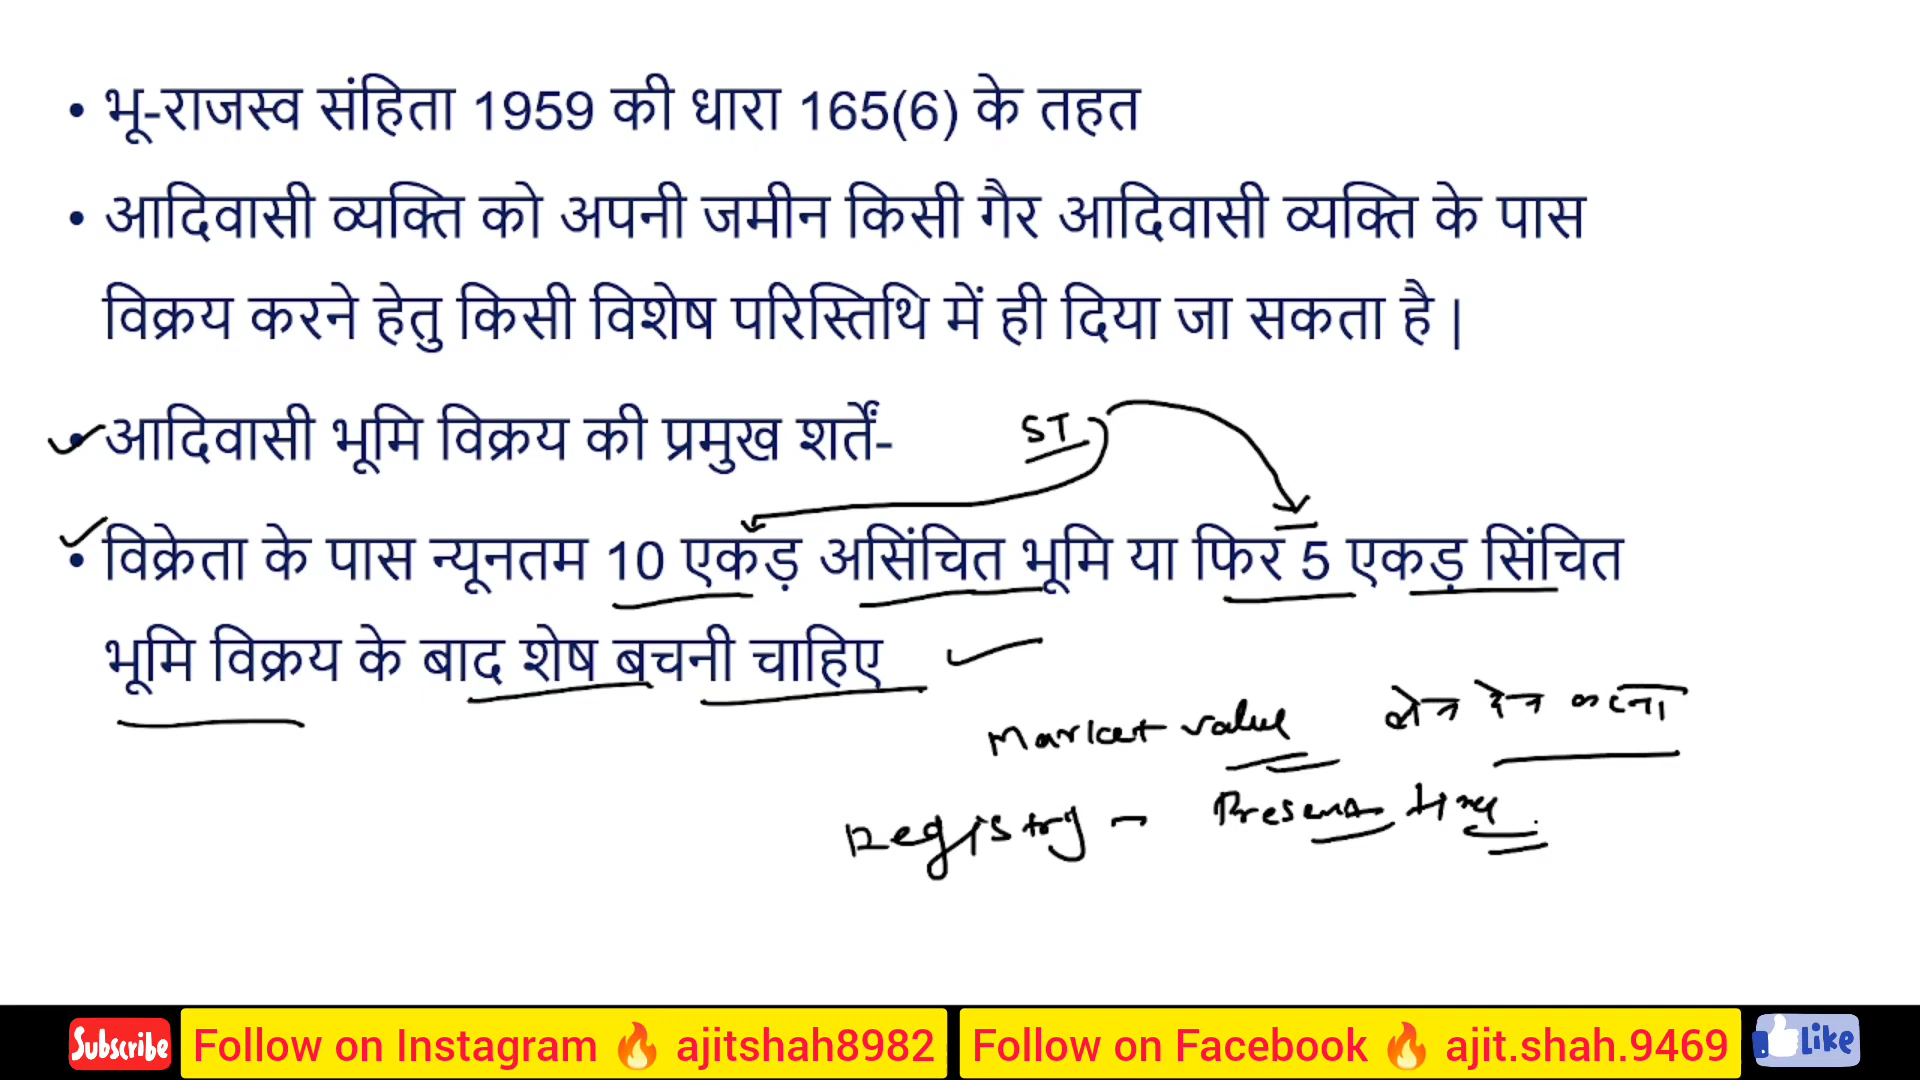 • भू-राजस्व संहिता 1959 की धारा 165(6) के तहत
• आदिवासी व्यक्ति को अपनी जमीन किसी गैर आदिवासी व्यक्ति के पास
विक्रय करने हेतु किसी विशेष परिस्तिथि में ही दिया जा सकता है |
• आदिवासी भूमि विक्रय की प्रमुख शर्तें-
ST
• विक्रेता के पास न्यूनतम 10 एकड़ असिंचित भूमि या फिर 5 एकड़ सिंचित
भूमि विक्रय के बाद शेष बचनी चाहिए
Market value
Registry - Present time
Subscribe Follow on Instagram 🔥 ajitshah8982 Follow on Facebook 🔥 ajit.shah.9469 Like